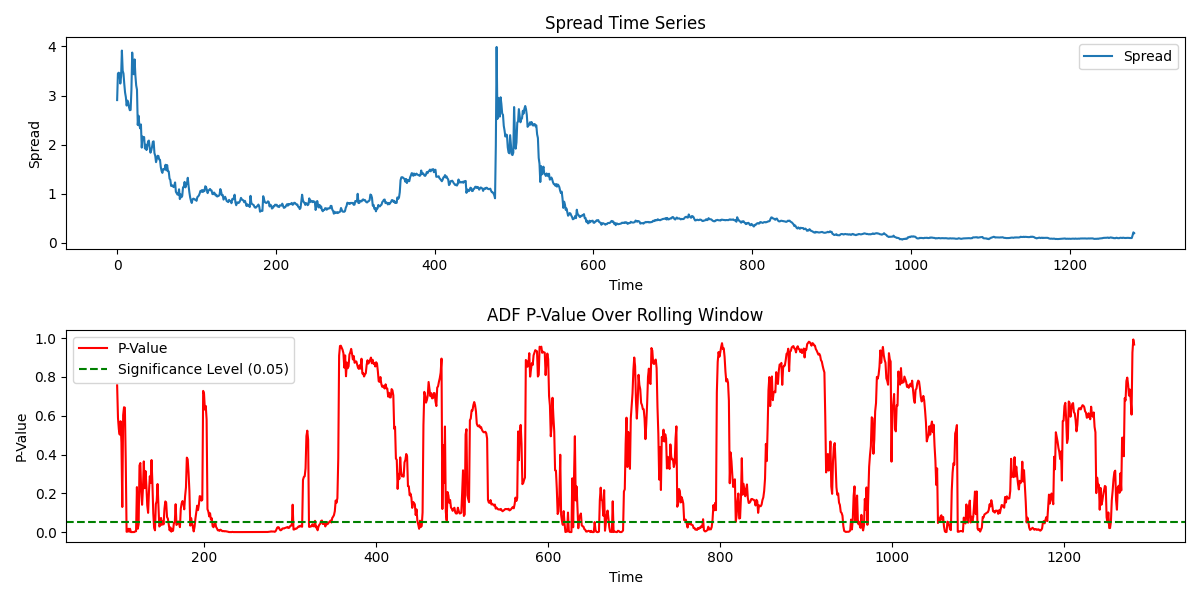 Spread Time Series
4
3
2
1
0
Spread
Spread
0 200 400 600 800 1000 1200
Time
ADF P-Value Over Rolling Window
1.0
0.8
0.6
0.4
0.2
0.0
P-Value
P-Value
Significance Level (0.05)
200 400 600 800 1000 1200
Time